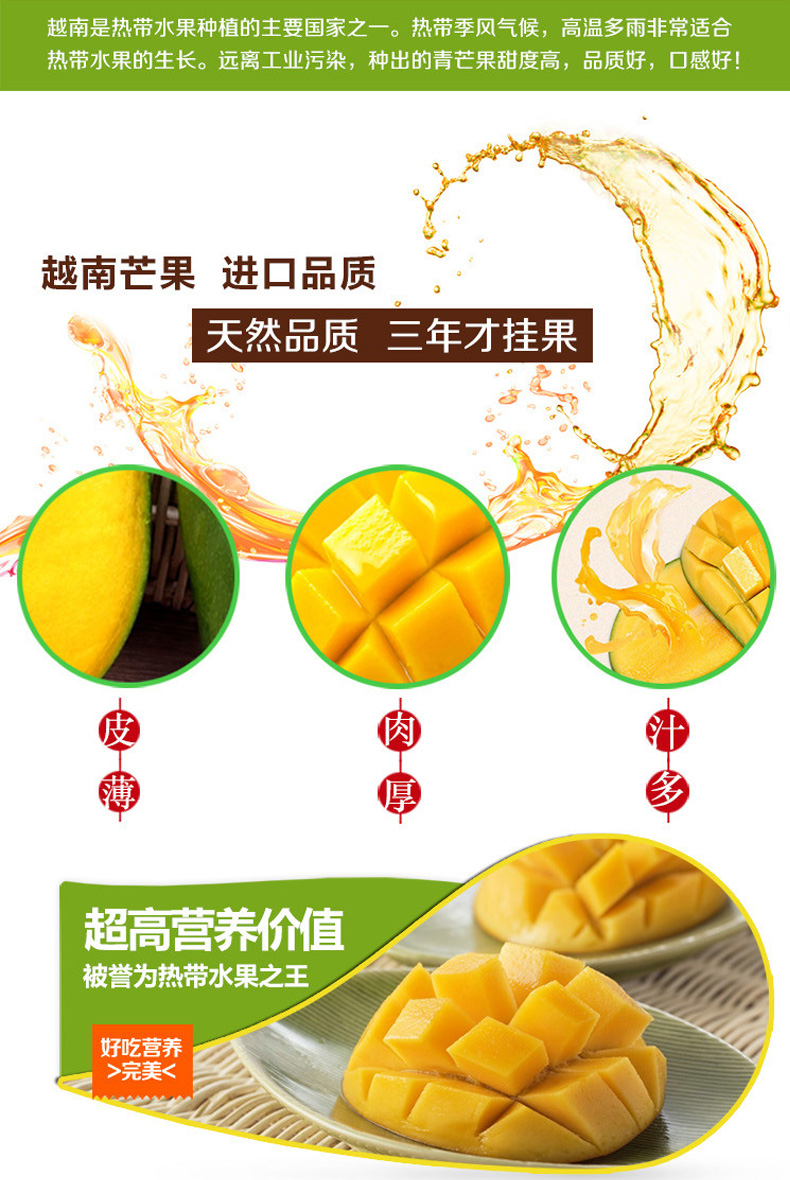 越南是热带水果种植的主要国家之一。热带季风气候，高温多雨非常适合
热带水果的生长。远离工业污染，种出的青芒果甜度高，品质好，口感好！
越南芒果 进口品质
天然品质 三年才挂果
皮薄
肉厚
汁多
超高营养价值
被誉为热带水果之王
好吃营养
>完美<